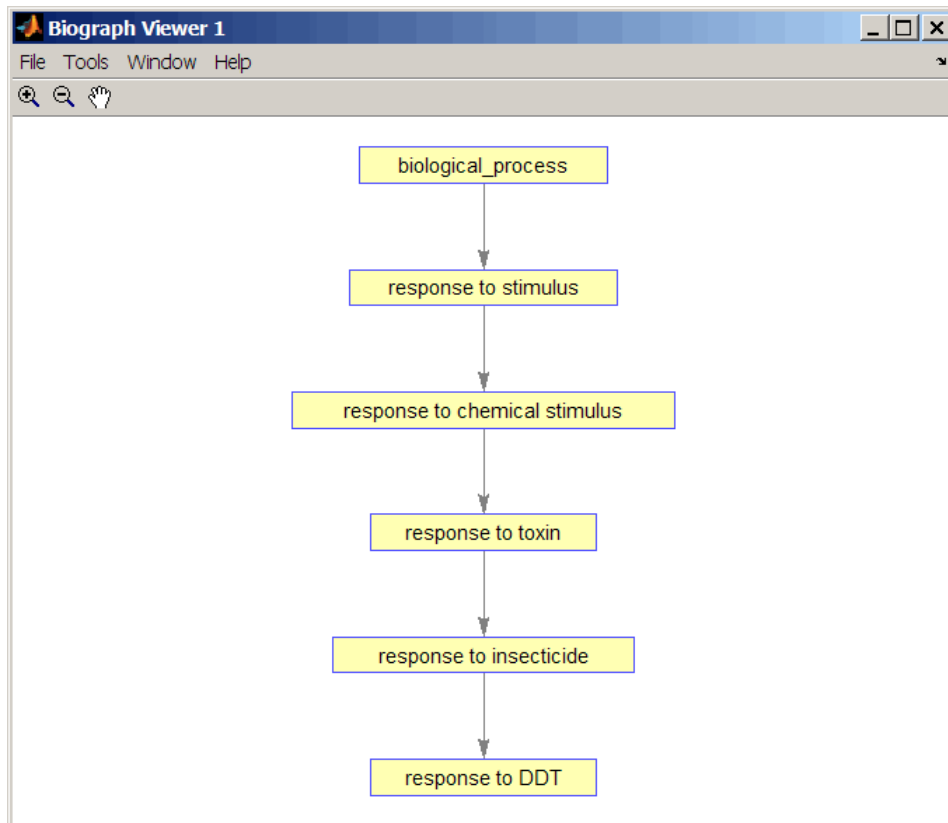 Biograph Viewer 1
File Tools Window Help
biological_process
response to stimulus
response to chemical stimulus
response to toxin
response to insecticide
response to DDT